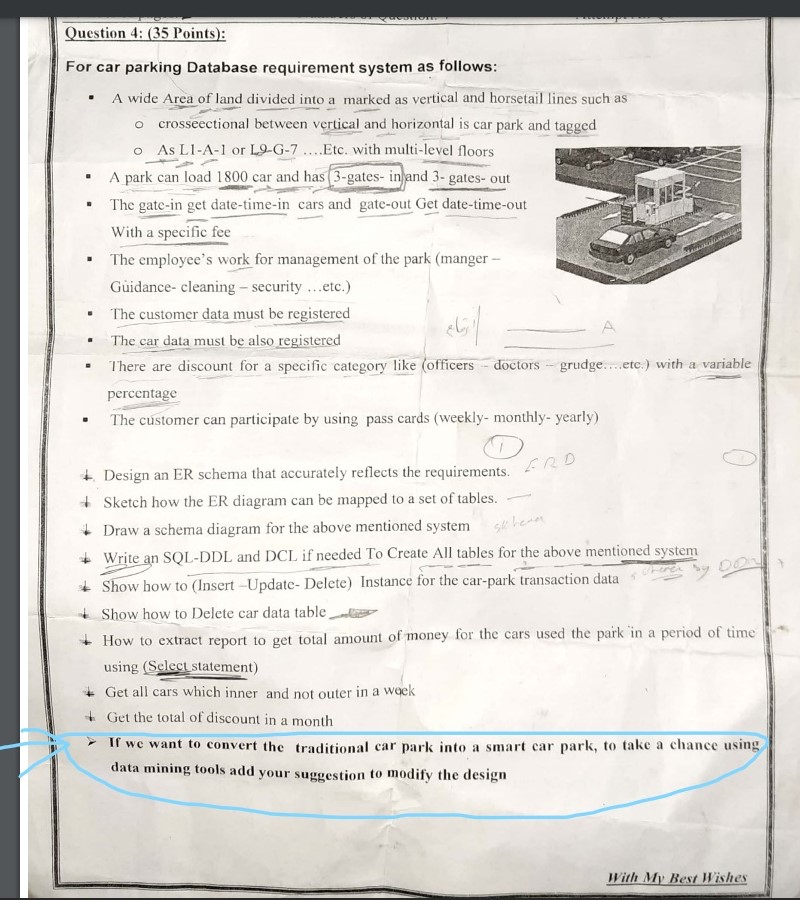 Question 4: (35 Points):
For car parking Database requirement system as follows:
▪ A wide Area of land divided into a marked as vertical and horsetail lines such as
o crosseectional between vertical and horizontal is car park and tagged
o As L1-A-1 or L9-G-7 ....Etc. with multi-level floors
▪ A park can load 1800 car and has 3-gates- in and 3- gates- out
▪ The gate-in get date-time-in cars and gate-out Get date-time-out
With a specific fee
▪ The employee's work for management of the park (manger –
Guidance- cleaning – security ...etc.)
▪ The customer data must be registered
A
▪ The car data must be also registered
▪ There are discount for a specific category like (officers – doctors – grudge....etc.) with a variable
percentage
▪ The customer can participate by using pass cards (weekly- monthly- yearly)
1
Design an ER schema that accurately reflects the requirements. ERD
Sketch how the ER diagram can be mapped to a set of tables.
Draw a schema diagram for the above mentioned system schema
Write an SQL-DDL and DCL if needed To Create All tables for the above mentioned system
Show how to (Insert –Update- Delete) Instance for the car-park transaction data
Show how to Delete car data table
How to extract report to get total amount of money for the cars used the park in a period of time
using (Select statement)
Get all cars which inner and not outer in a week
Get the total of discount in a month
➢ If we want to convert the traditional car park into a smart car park, to take a chance using
data mining tools add your suggestion to modify the design
With My Best Wishes